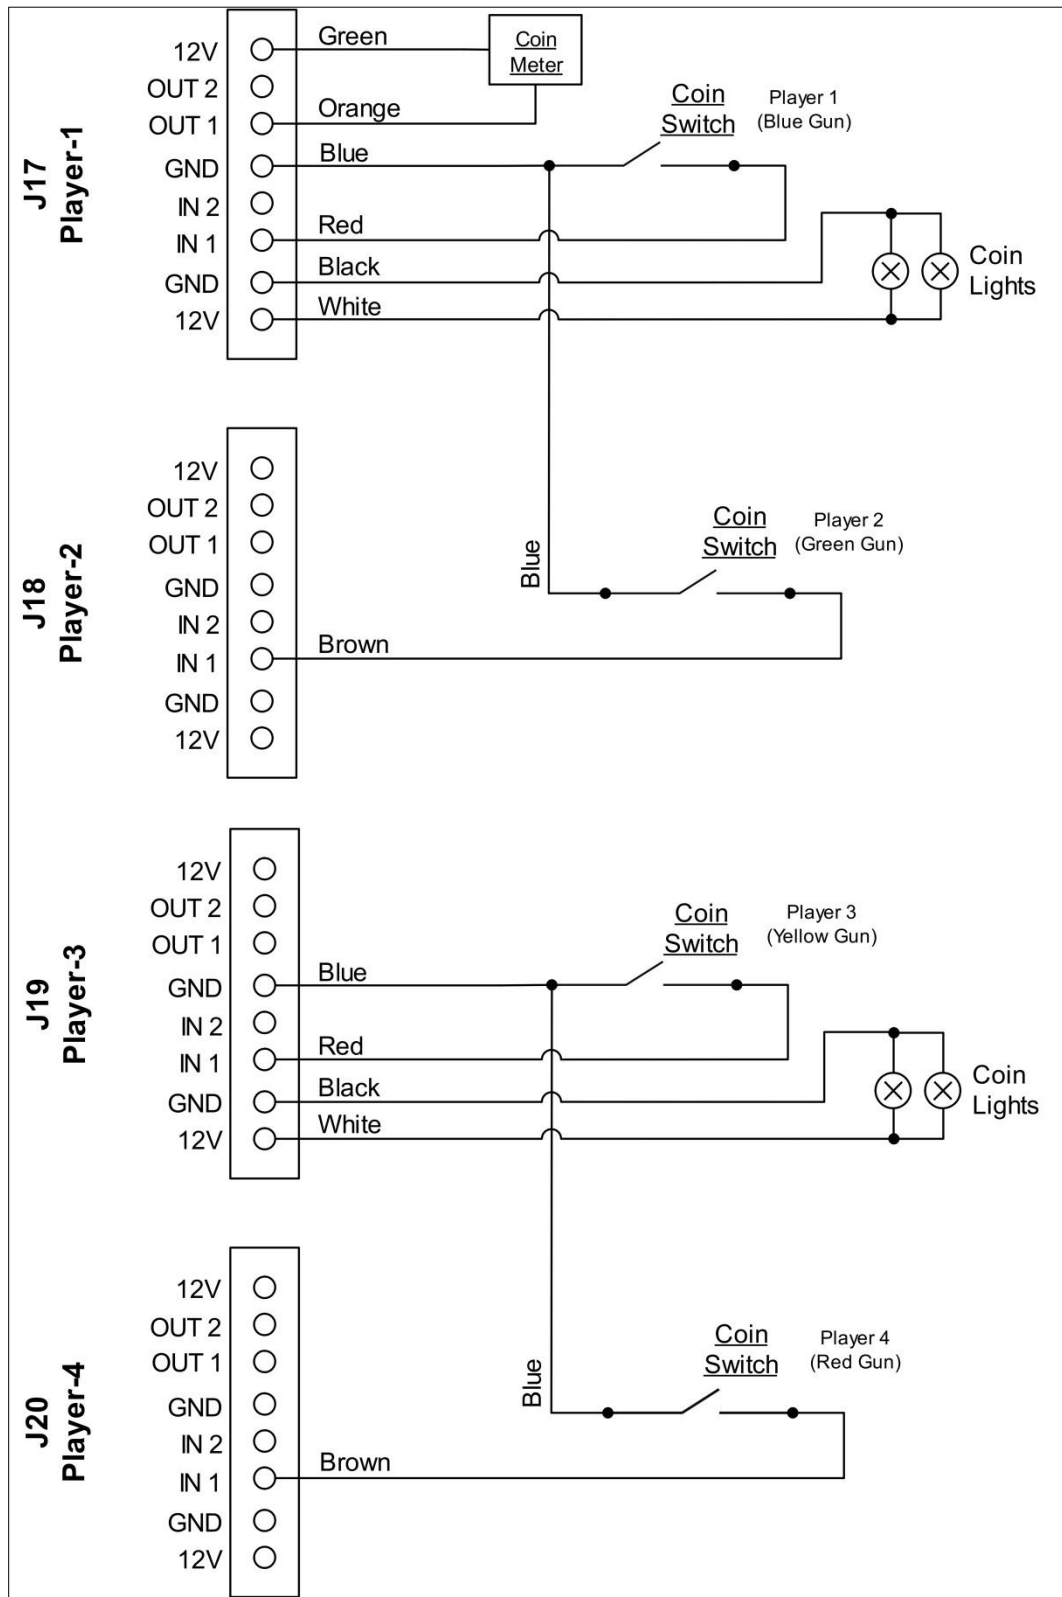 J17
Player-1
12V
OUT 2
OUT 1
GND
IN 2
IN 1
GND
12V
Green
Orange
Blue
Red
Black
White
Coin
Meter
Coin
Switch
Player 1
(Blue Gun)
Coin
Lights
J18
Player-2
12V
OUT 2
OUT 1
GND
IN 2
IN 1
GND
12V
Brown
Blue
Coin
Switch
Player 2
(Green Gun)
J19
Player-3
12V
OUT 2
OUT 1
GND
IN 2
IN 1
GND
12V
Blue
Red
Black
White
Coin
Switch
Player 3
(Yellow Gun)
Coin
Lights
J20
Player-4
12V
OUT 2
OUT 1
GND
IN 2
IN 1
GND
12V
Brown
Blue
Coin
Switch
Player 4
(Red Gun)